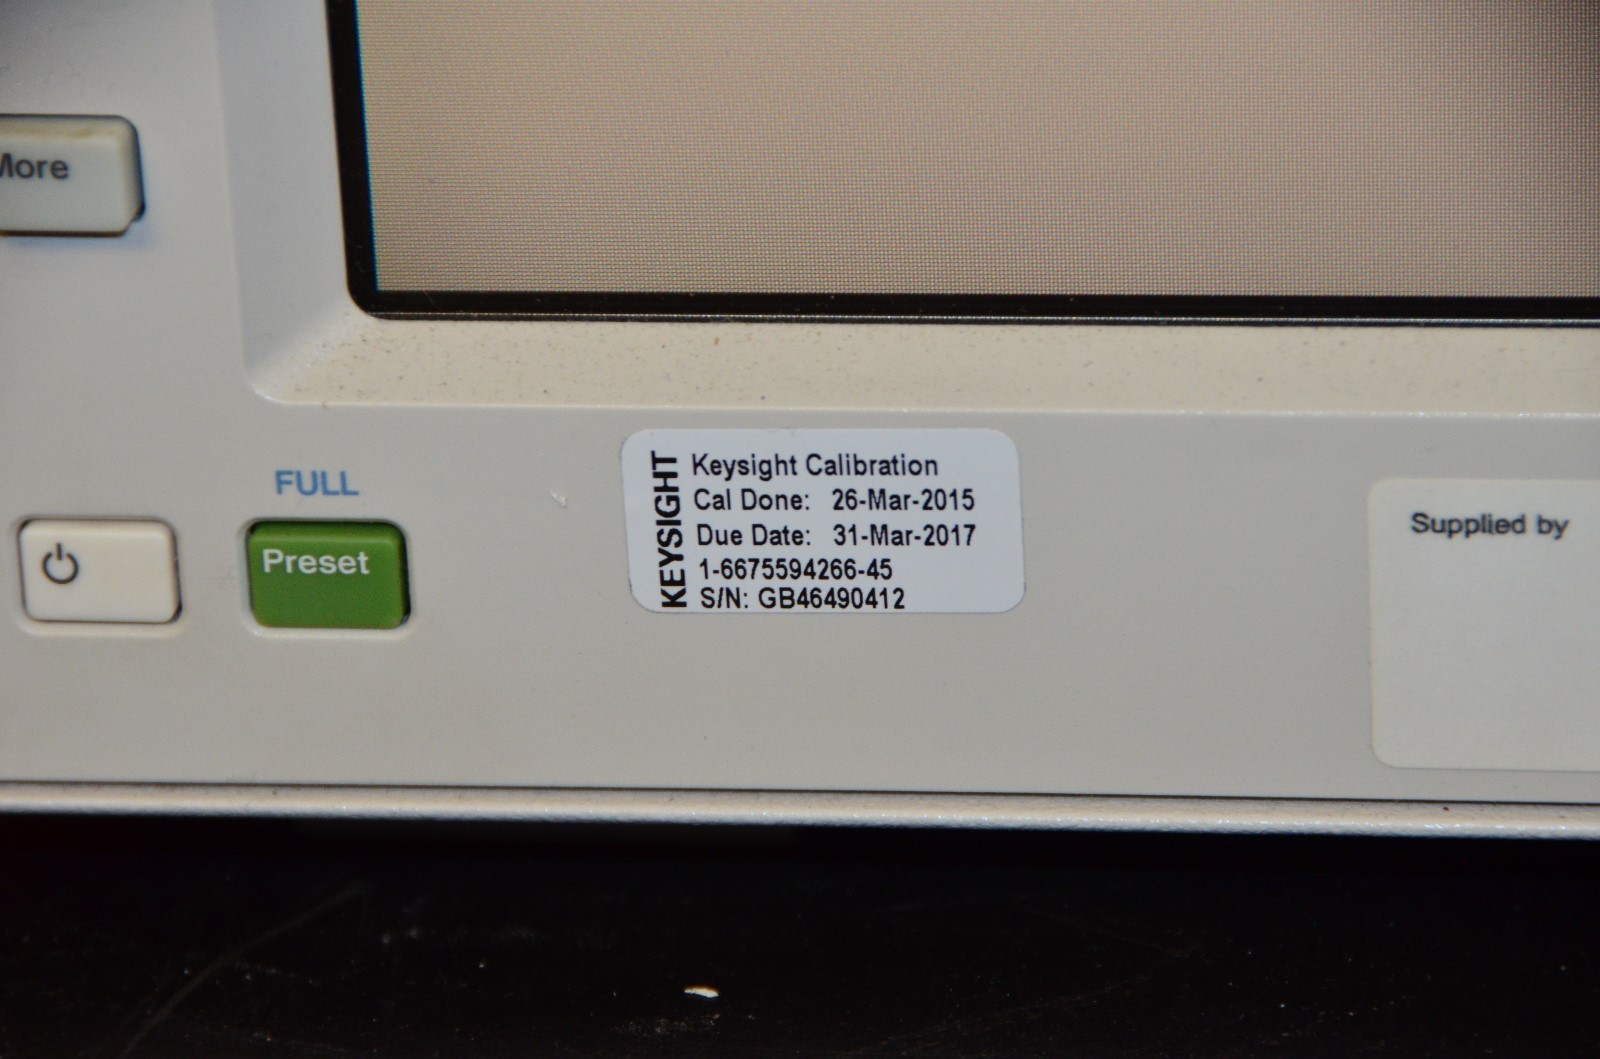 More
FULL
Preset
KEYSIGHT
Keysight Calibration
Cal Done: 26-Mar-2015
Due Date: 31-Mar-2017
1-6675594266-45
S/N: GB46490412
Supplied by